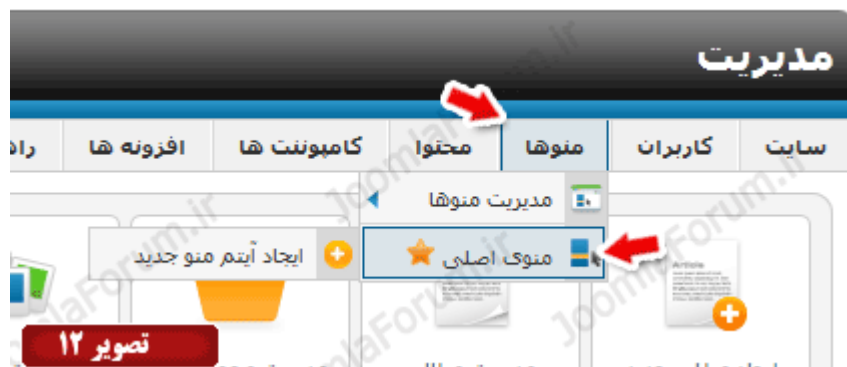 مدیریت
سایت کاربران منوها محتوا کامپوننت ها افزونه ها
مدیریت منوها
منوی اصلی
ایجاد آیتم منو جدید
Article
تصویر ۱۲
JoomlaForum.ir